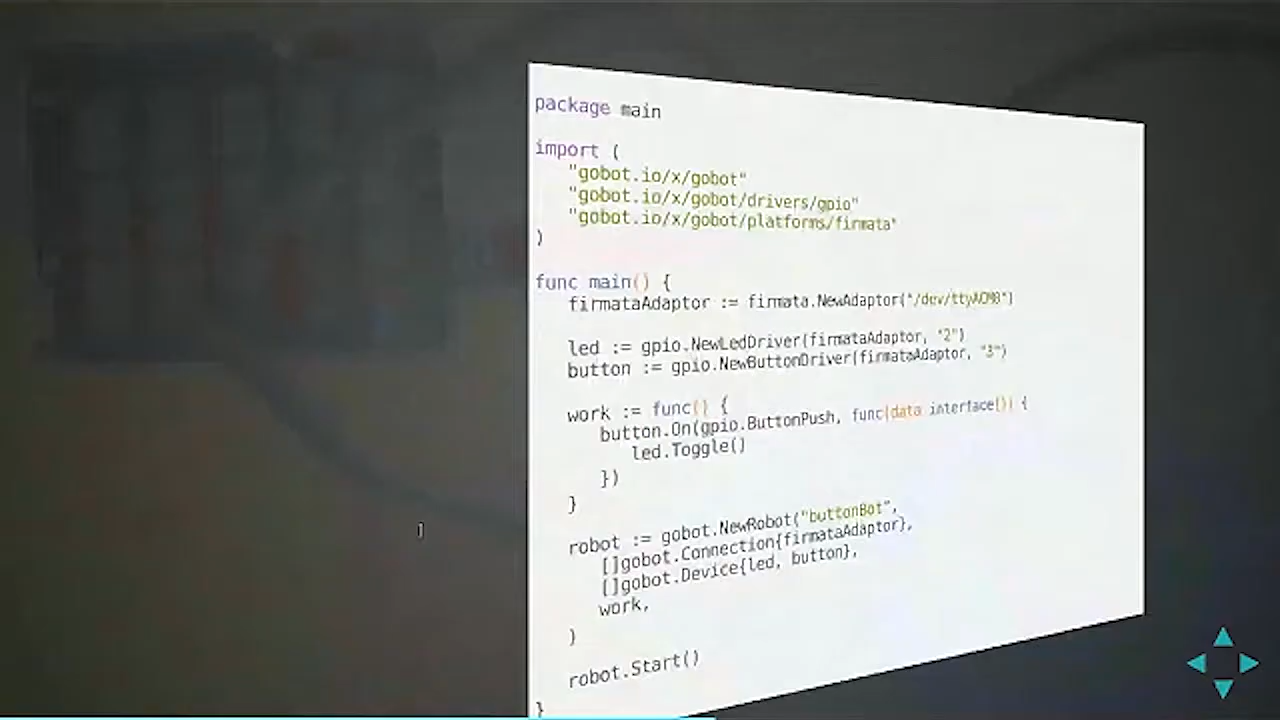 package main
import (
"gobot.io/x/gobot"
"gobot.io/x/gobot/drivers/gpio"
"gobot.io/x/gobot/platforms/firmata"
)
func main() {
firmataAdaptor := firmata.NewAdaptor("/dev/ttyACM0")
led := gpio.NewLedDriver(firmataAdaptor, "2")
button := gpio.NewButtonDriver(firmataAdaptor, "3")
work := func() {
button.On(gpio.ButtonPush, func(data interface{}) {
led.Toggle()
})
}
robot := gobot.NewRobot("buttonBot",
[]gobot.Connection{firmataAdaptor},
[]gobot.Device{led, button},
work,
)
robot.Start()
}